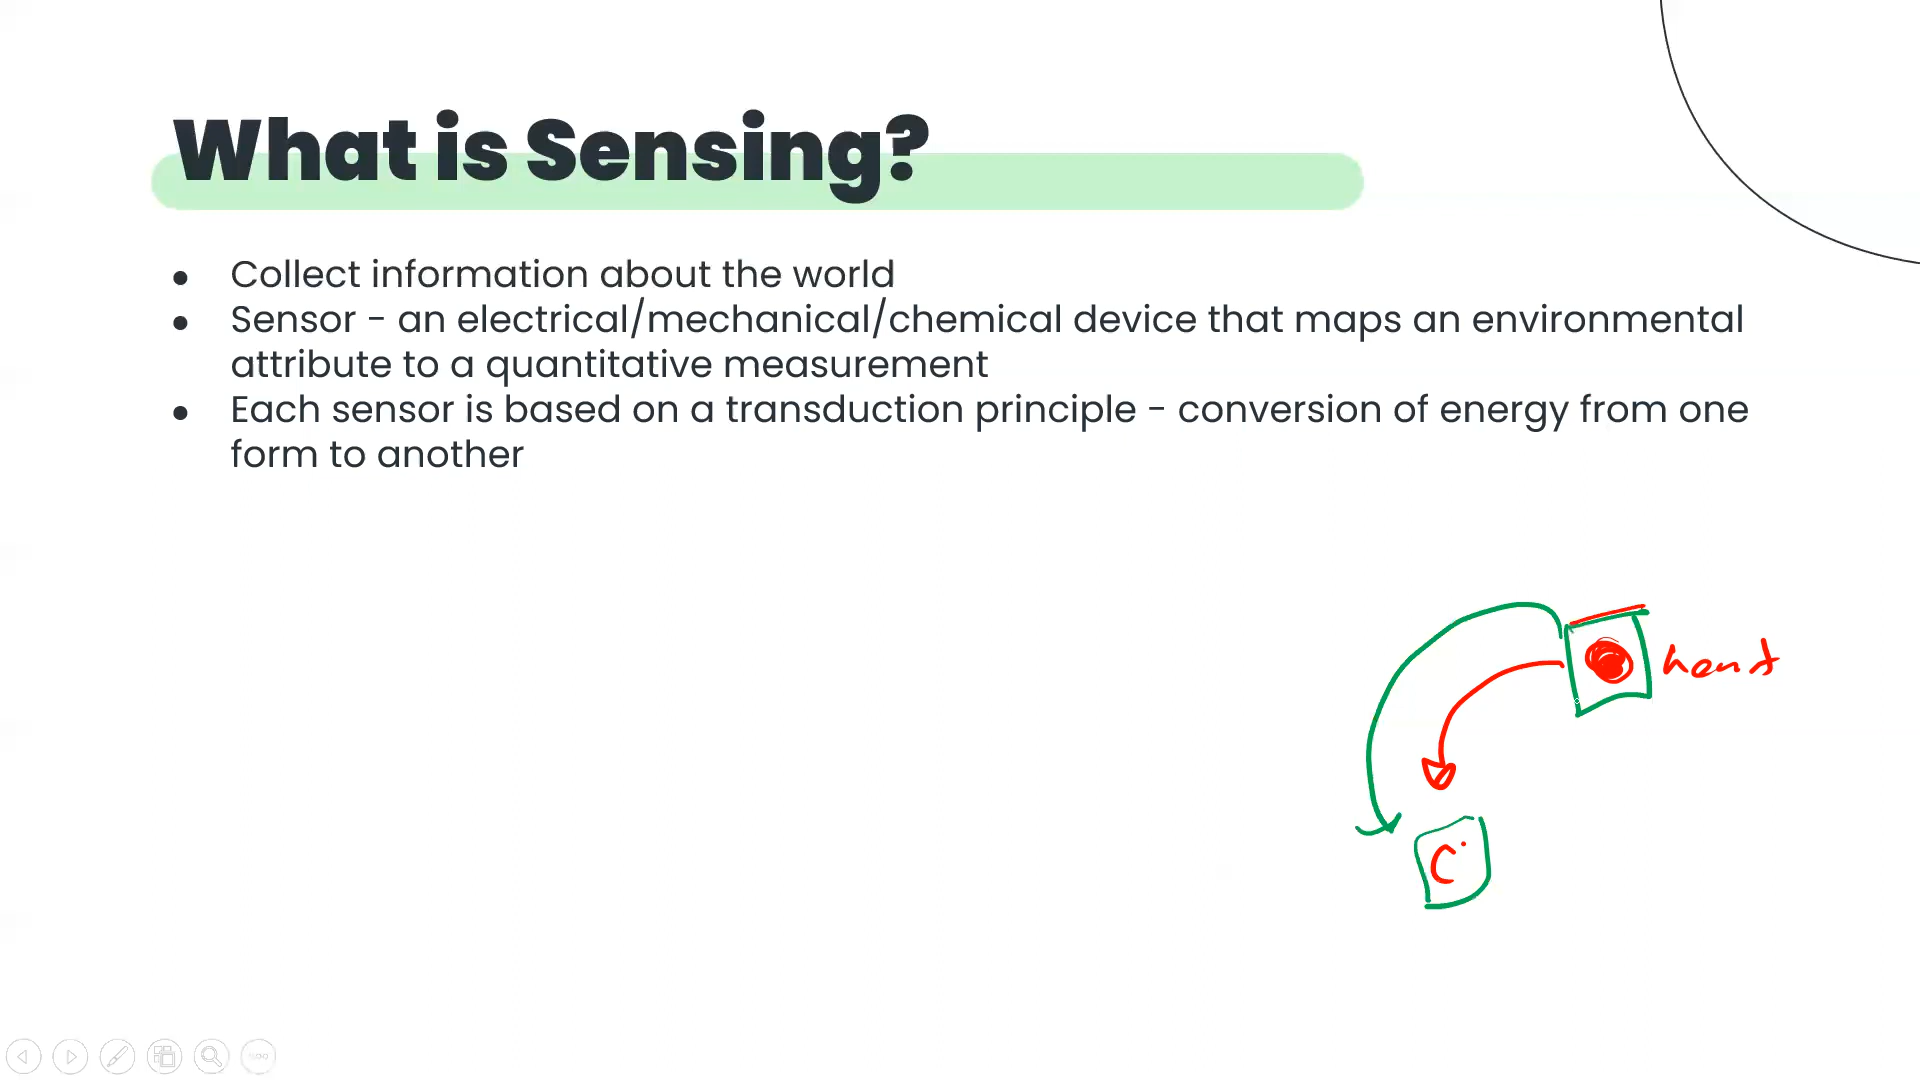 What is Sensing?
• Collect information about the world
• Sensor - an electrical/mechanical/chemical device that maps an environmental
attribute to a quantitative measurement
• Each sensor is based on a transduction principle - conversion of energy from one
form to another
C